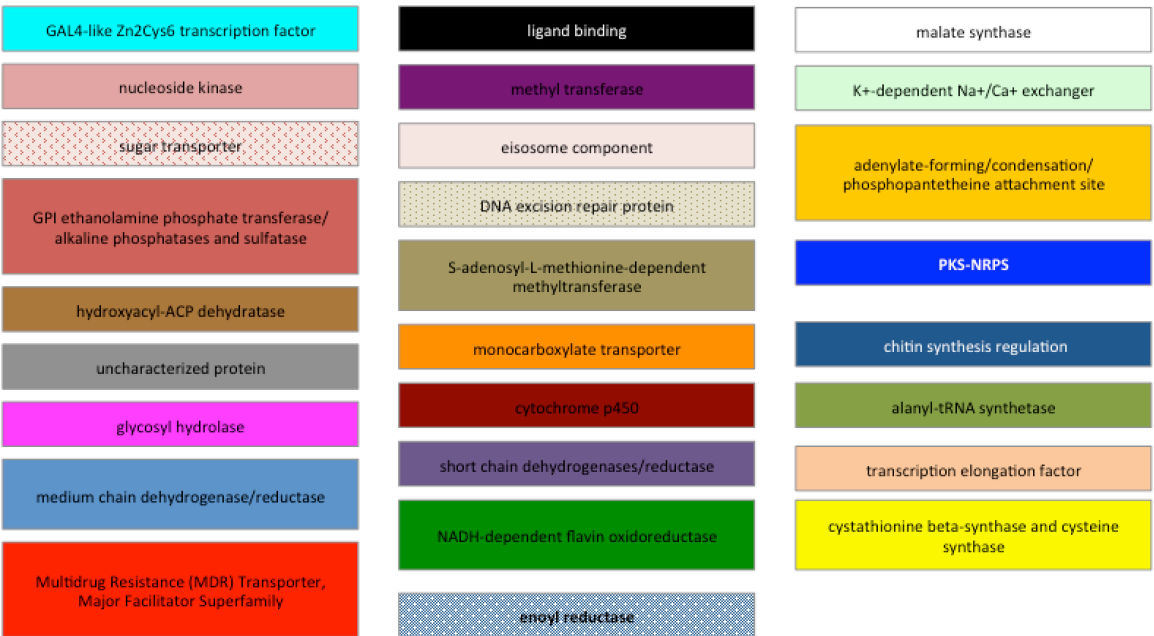 GAL4-like Zn2Cys6 transcription factor
nucleoside kinase
sugar transporter
GPI ethanolamine phosphate transferase/
alkaline phosphatases and sulfatase
hydroxyacyl-ACP dehydratase
uncharacterized protein
glycosyl hydrolase
medium chain dehydrogenase/reductase
Multidrug Resistance (MDR) Transporter,
Major Facilitator Superfamily
ligand binding
methyl transferase
eisosome component
DNA excision repair protein
S-adenosyl-L-methionine-dependent
methyltransferase
monocarboxylate transporter
cytochrome p450
short chain dehydrogenases/reductase
NADH-dependent flavin oxidoreductase
enoyl reductase
malate synthase
K+-dependent Na+/Ca+ exchanger
adenylate-forming/condensation/
phosphopantetheine attachment site
PKS-NRPS
chitin synthesis regulation
alanyl-tRNA synthetase
transcription elongation factor
cystathionine beta-synthase and cysteine
synthase